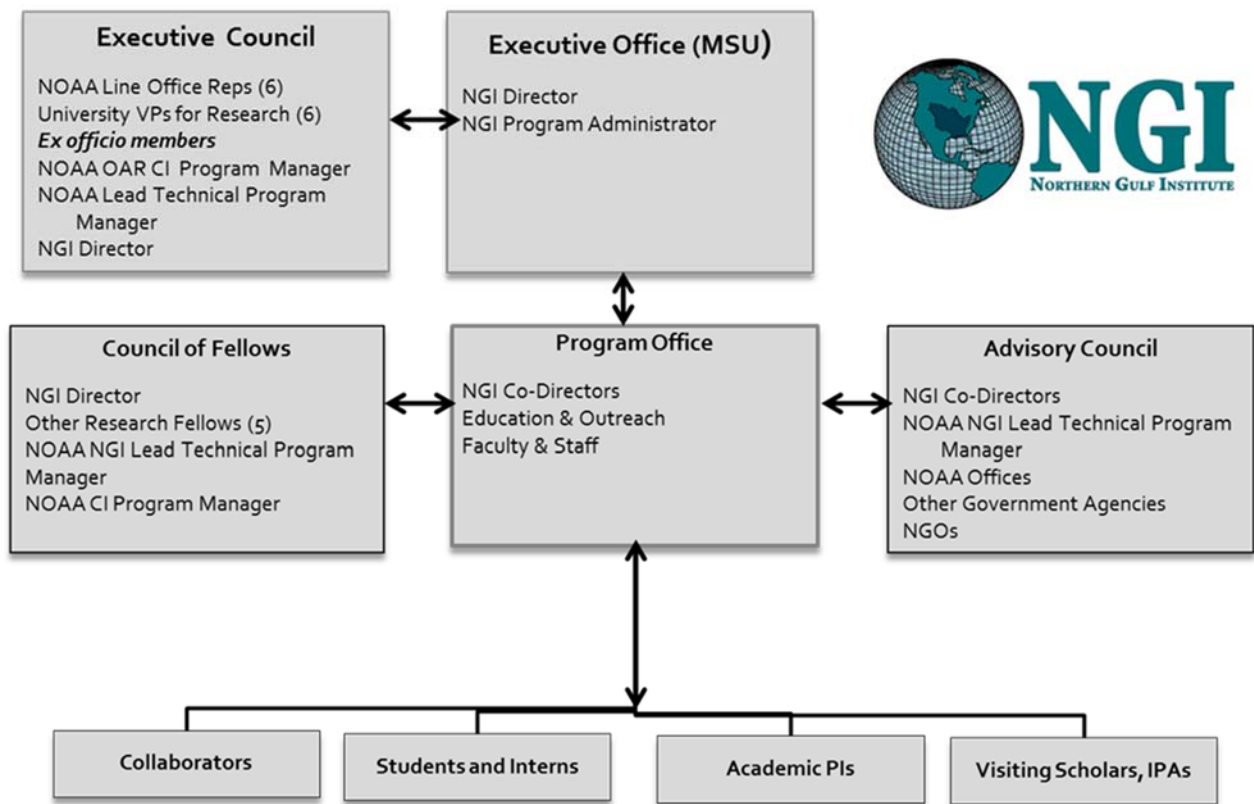 Executive Council
NOAA Line Office Reps (6)
University VPs for Research (6)
Ex officio members
NOAA OAR CI Program Manager
NOAA Lead Technical Program
Manager
NGI Director
Executive Office (MSU)
NGI Director
NGI Program Administrator
NGI
NORTHERN GULF INSTITUTE
Council of Fellows
NGI Director
Other Research Fellows (5)
NOAA NGI Lead Technical Program
Manager
NOAA CI Program Manager
Program Office
NGI Co-Directors
Education & Outreach
Faculty & Staff
Advisory Council
NGI Co-Directors
NOAA NGI Lead Technical Program
Manager
NOAA Offices
Other Government Agencies
NGOs
Collaborators
Students and Interns
Academic PIs
Visiting Scholars, IPAs